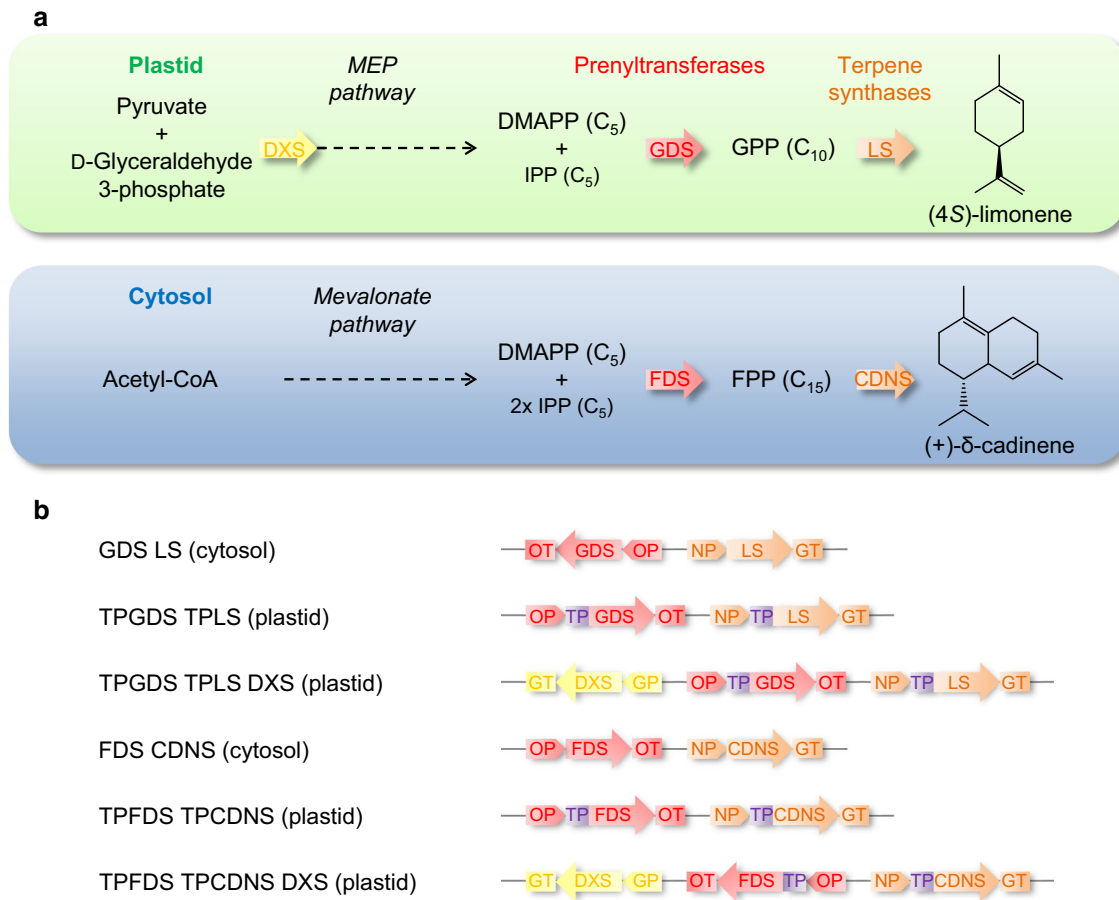 a
Plastid
MEP
pathway
Prenyltransferases
Terpene
synthases
Pyruvate
+
D-Glyceraldehyde
3-phosphate
DXS
DMAPP (C5)
+
IPP (C5)
GDS
GPP (C10)
LS
(4S)-limonene
Cytosol
Mevalonate
pathway
Acetyl-CoA
DMAPP (C5)
+
2x IPP (C5)
FDS
FPP (C15)
CDNS
(+)-δ-cadinene
b
GDS LS (cytosol) OT GDS OP NP LS GT
TPGDS TPLS (plastid) OP TP GDS OT NP TP LS GT
TPGDS TPLS DXS (plastid) GT DXS GP OP TP GDS OT NP TP LS GT
FDS CDNS (cytosol) OP FDS OT NP CDNS GT
TPFDS TPCDNS (plastid) OP TP FDS OT NP TP CDNS GT
TPFDS TPCDNS DXS (plastid) GT DXS GP OT FDS TP OP NP TP CDNS GT